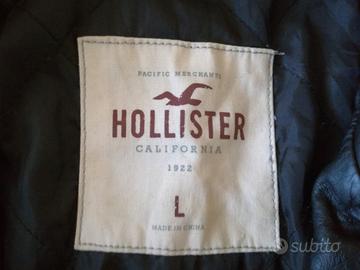 PACIFIC MERCHANTS
HOLLISTER
CALIFORNIA
1922
L
MADE IN CHINA
subito